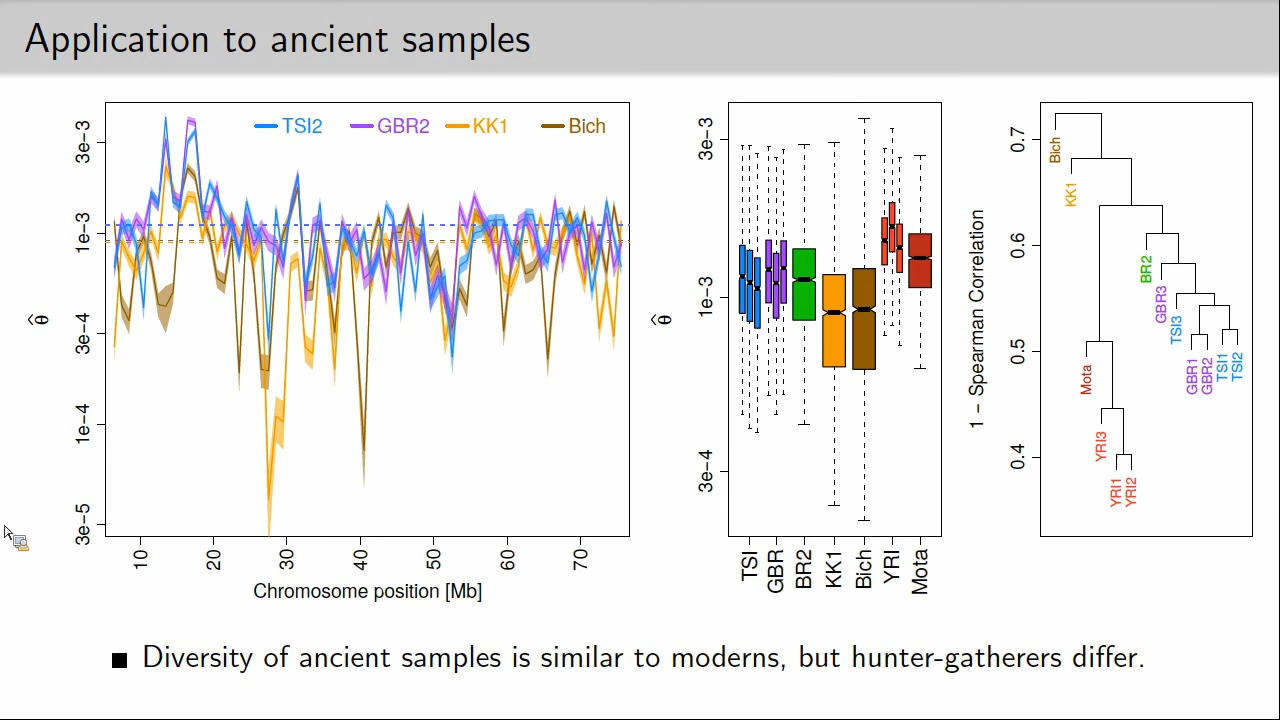 Application to ancient samples
TSI2 GBR2 KK1 Bich
3e-3
1e-3
3e-4
1e-4
3e-5
θ̂
10 20 30 40 50 60 70
Chromosome position [Mb]
3e-3
1e-3
3e-4
θ̂
TSI GBR BR2 KK1 Bich YRI Mota
0.7
0.6
0.5
0.4
1 − Spearman Correlation
Bich
KK1
BR2
GBR3
TSI3
GBR1
GBR2
TSI1
TSI2
Mota
YRI3
YRI1
YRI2
Diversity of ancient samples is similar to moderns, but hunter-gatherers differ.